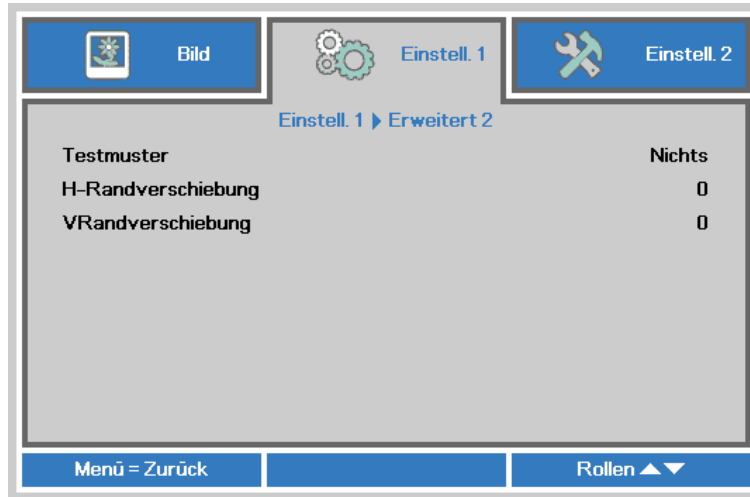 Bild
Einstell. 1
Einstell. 2
Einstell. 1 ▶ Erweitert 2
Testmuster Nichts
H-Randverschiebung 0
VRandverschiebung 0
Menü = Zurück
Rollen ▲▼